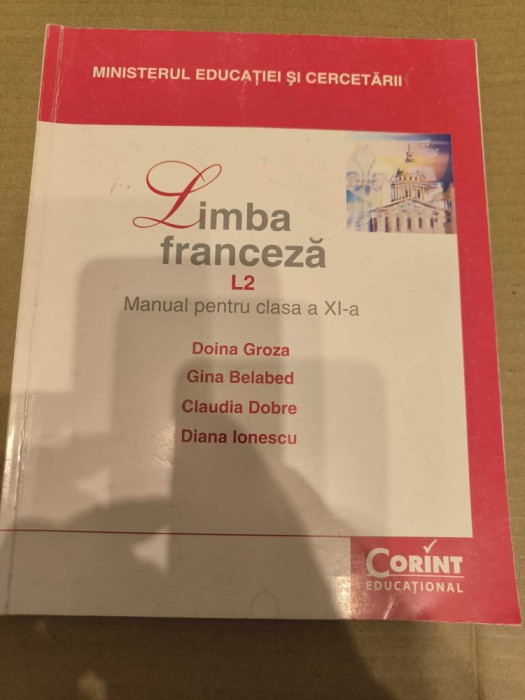 MINISTERUL EDUCAȚIEI ȘI CERCETĂRII
Limba
franceză
L2
Manual pentru clasa a XI-a
Doina Groza
Gina Belabed
Claudia Dobre
Diana Ionescu
CORINT
EDUCAȚIONAL